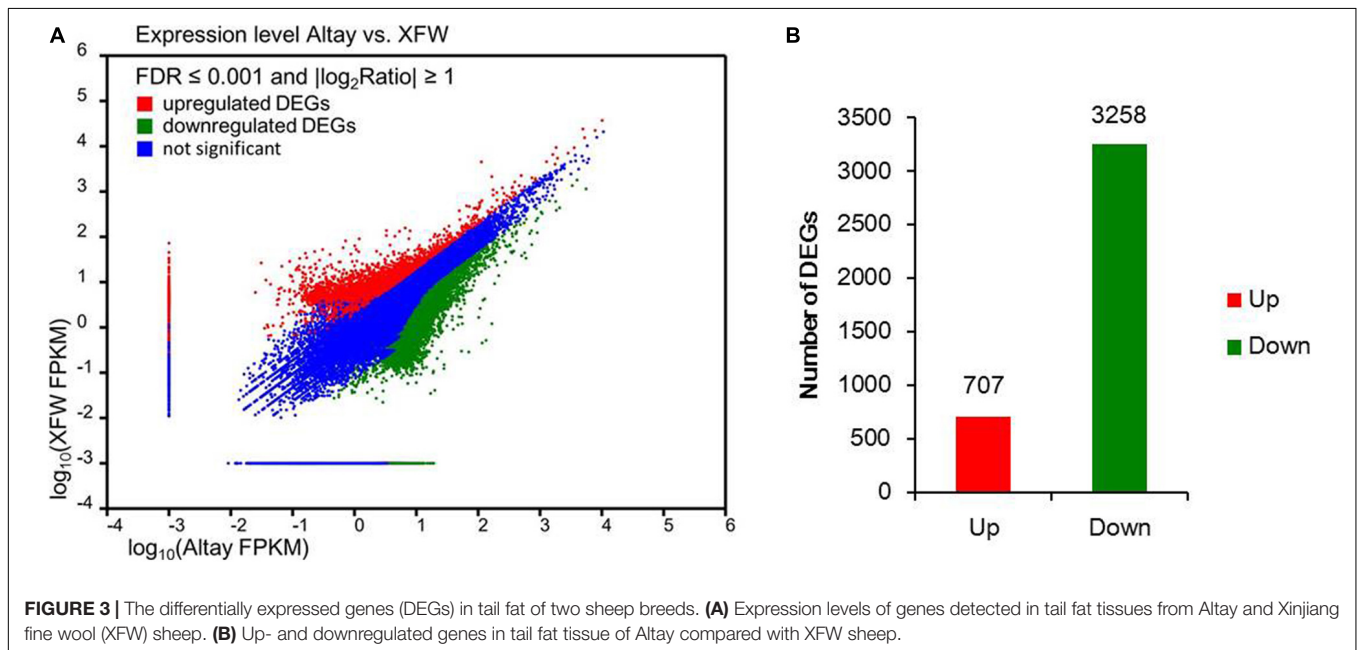 A
Expression level Altay vs. XFW
FDR ≤ 0.001 and |log₂Ratio| ≥ 1
upregulated DEGs
downregulated DEGs
not significant
6
5
4
3
2
1
0
-1
-2
-3
-4
log₁₀(XFW FPKM)
-4 -3 -2 -1 0 1 2 3 4 5 6
log₁₀(Altay FPKM)
B
3500
3000
2500
2000
1500
1000
500
0
Number of DEGs
707
3258
Up Down
Up
Down
FIGURE 3 | The differentially expressed genes (DEGs) in tail fat of two sheep breeds. (A) Expression levels of genes detected in tail fat tissues from Altay and Xinjiang
fine wool (XFW) sheep. (B) Up- and downregulated genes in tail fat tissue of Altay compared with XFW sheep.